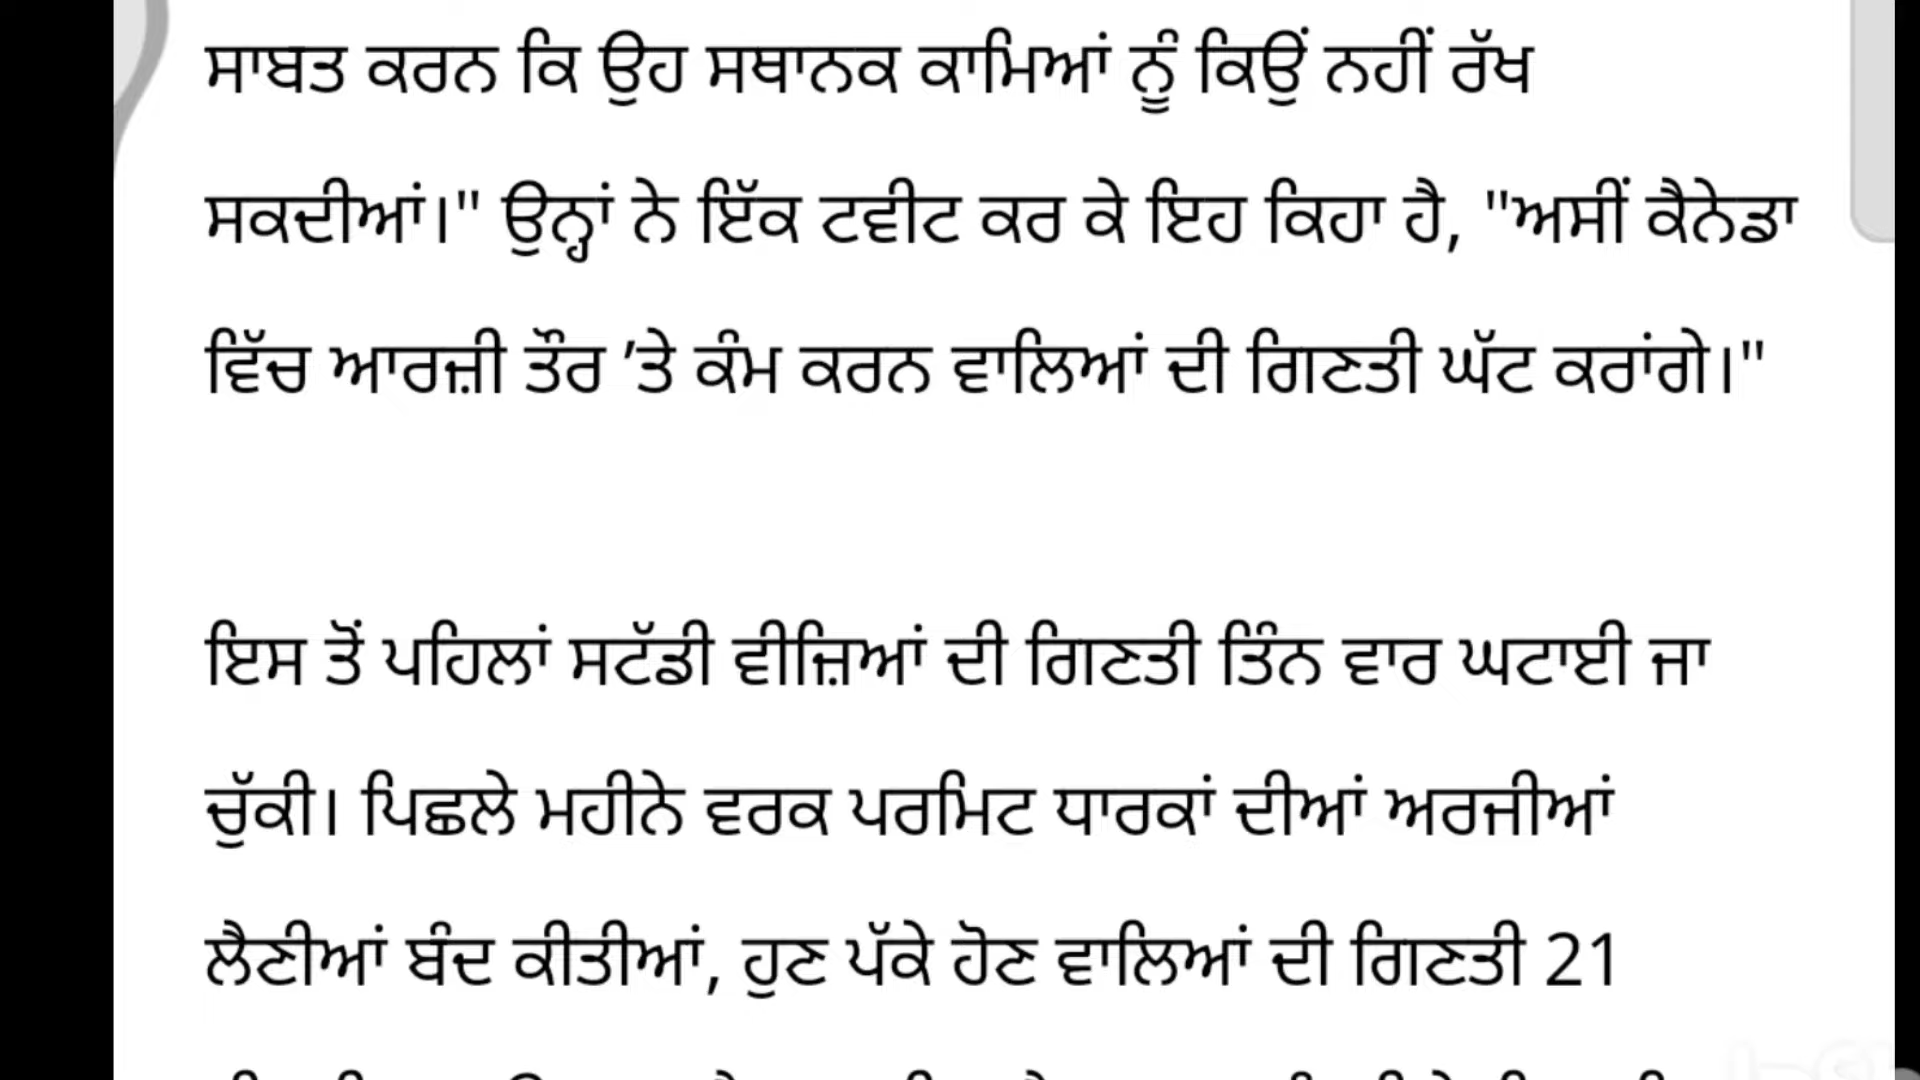 ਸਾਬਤ ਕਰਨ ਕਿ ਉਹ ਸਥਾਨਕ ਕਾਮਿਆਂ ਨੂੰ ਕਿਉਂ ਨਹੀਂ ਰੱਖ
ਸਕਦੀਆਂ।" ਉਨ੍ਹਾਂ ਨੇ ਇੱਕ ਟਵੀਟ ਕਰ ਕੇ ਇਹ ਕਿਹਾ ਹੈ, "ਅਸੀਂ ਕੈਨੇਡਾ
ਵਿੱਚ ਆਰਜ਼ੀ ਤੌਰ ’ਤੇ ਕੰਮ ਕਰਨ ਵਾਲਿਆਂ ਦੀ ਗਿਣਤੀ ਘੱਟ ਕਰਾਂਗੇ।"
ਇਸ ਤੋਂ ਪਹਿਲਾਂ ਸਟੱਡੀ ਵੀਜ਼ਿਆਂ ਦੀ ਗਿਣਤੀ ਤਿੰਨ ਵਾਰ ਘਟਾਈ ਜਾ
ਚੁੱਕੀ। ਪਿਛਲੇ ਮਹੀਨੇ ਵਰਕ ਪਰਮਿਟ ਧਾਰਕਾਂ ਦੀਆਂ ਅਰਜੀਆਂ
ਲੈਣੀਆਂ ਬੰਦ ਕੀਤੀਆਂ, ਹੁਣ ਪੱਕੇ ਹੋਣ ਵਾਲਿਆਂ ਦੀ ਗਿਣਤੀ 21